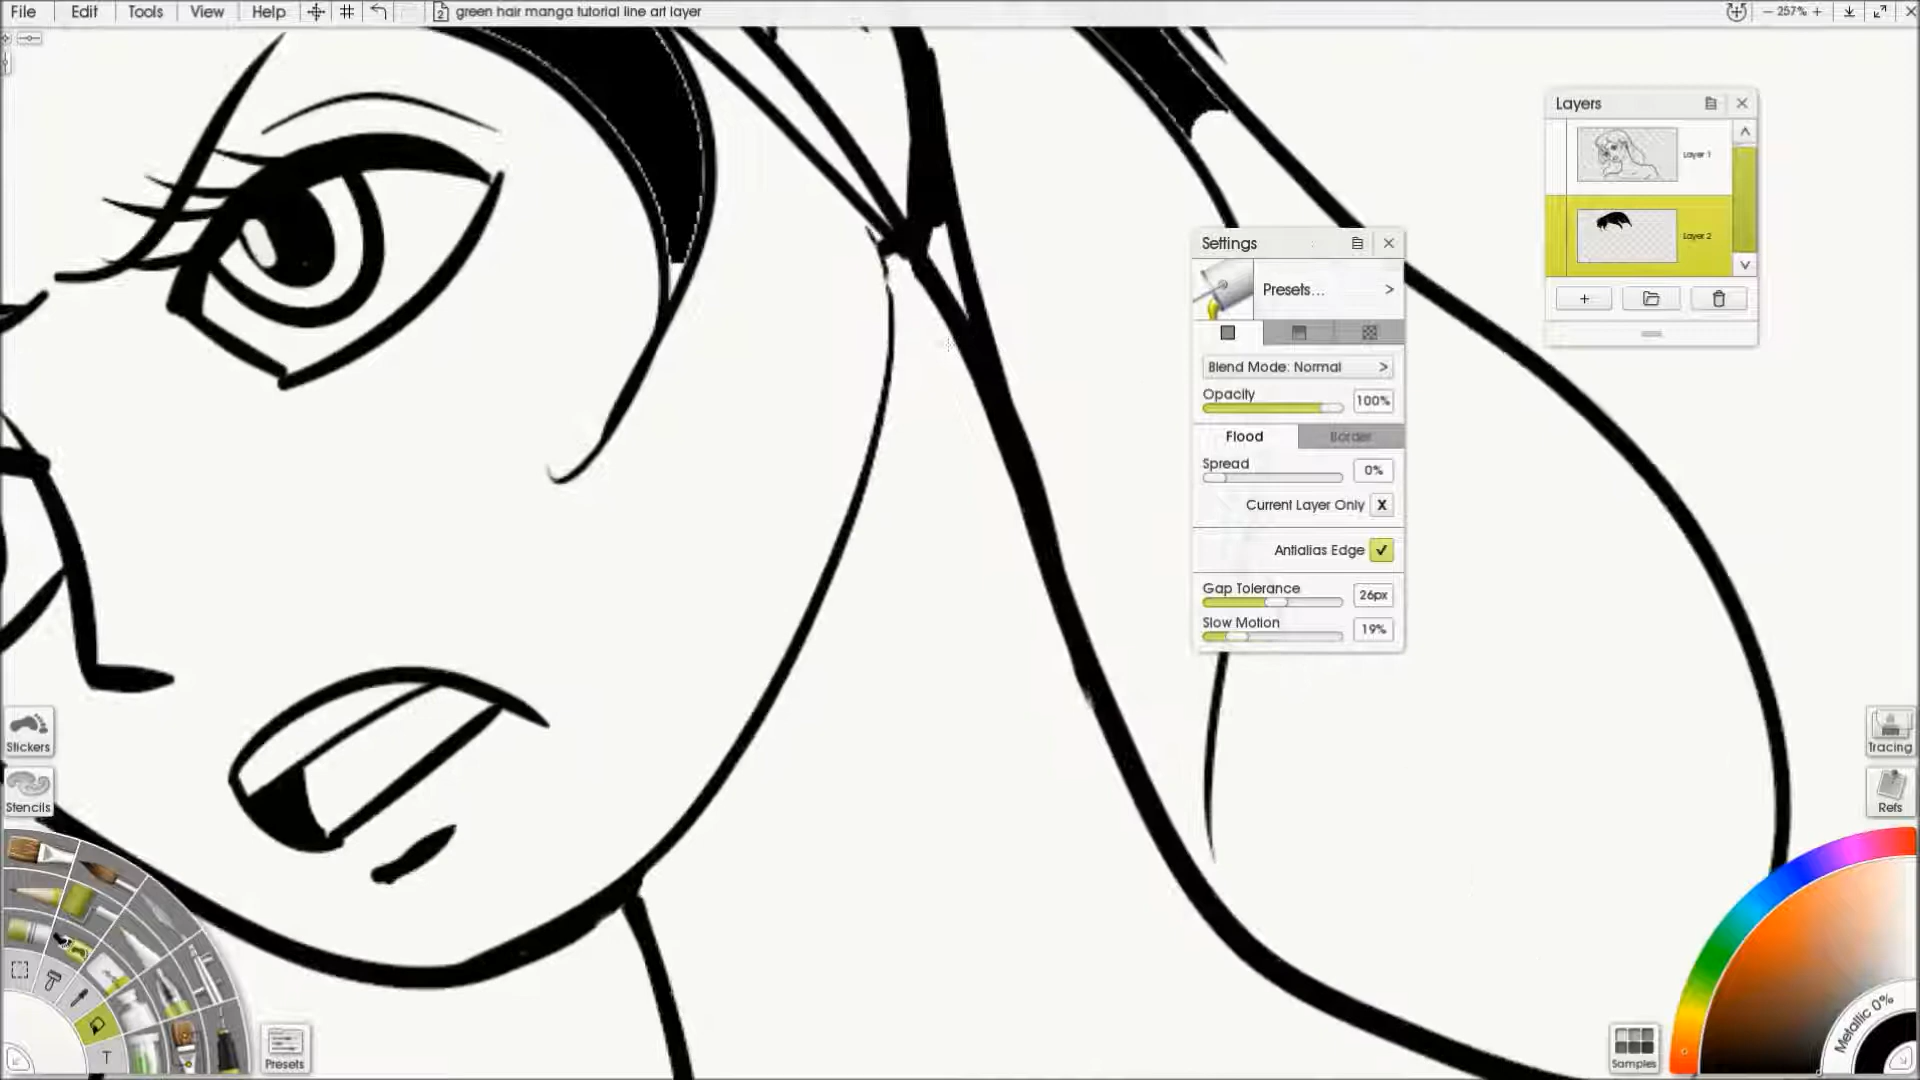 File Edit Tools View Help 2 green hair manga tutorial line art layer − 257% +
Layers
Layer 1
Layer 2
Settings
Presets... >
Blend Mode: Normal >
Opacity 100%
Flood Border
Spread 0%
Current Layer Only X
Antialias Edge
Gap Tolerance 26px
Slow Motion 19%
Stickers
Stencils
Tracing
Refs
T
Presets
Samples
Metallic 0%